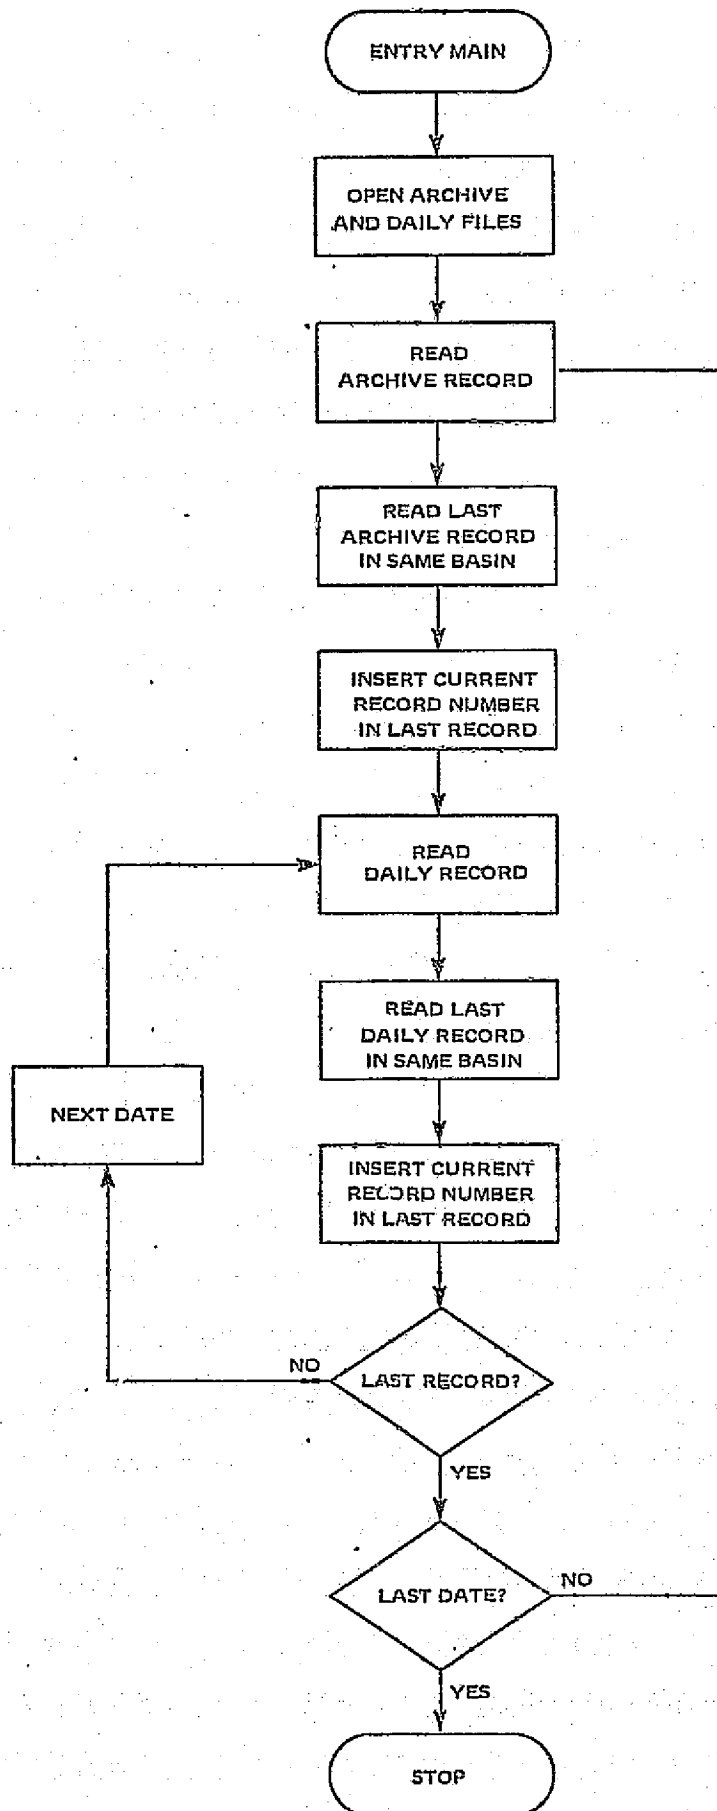 ENTRY MAIN
OPEN ARCHIVE
AND DAILY FILES
READ
ARCHIVE RECORD
READ LAST
ARCHIVE RECORD
IN SAME BASIN
INSERT CURRENT
RECORD NUMBER
IN LAST RECORD
READ
DAILY RECORD
READ LAST
DAILY RECORD
IN SAME BASIN
NEXT DATE
INSERT CURRENT
RECORD NUMBER
IN LAST RECORD
NO
LAST RECORD?
YES
LAST DATE?
NO
YES
STOP